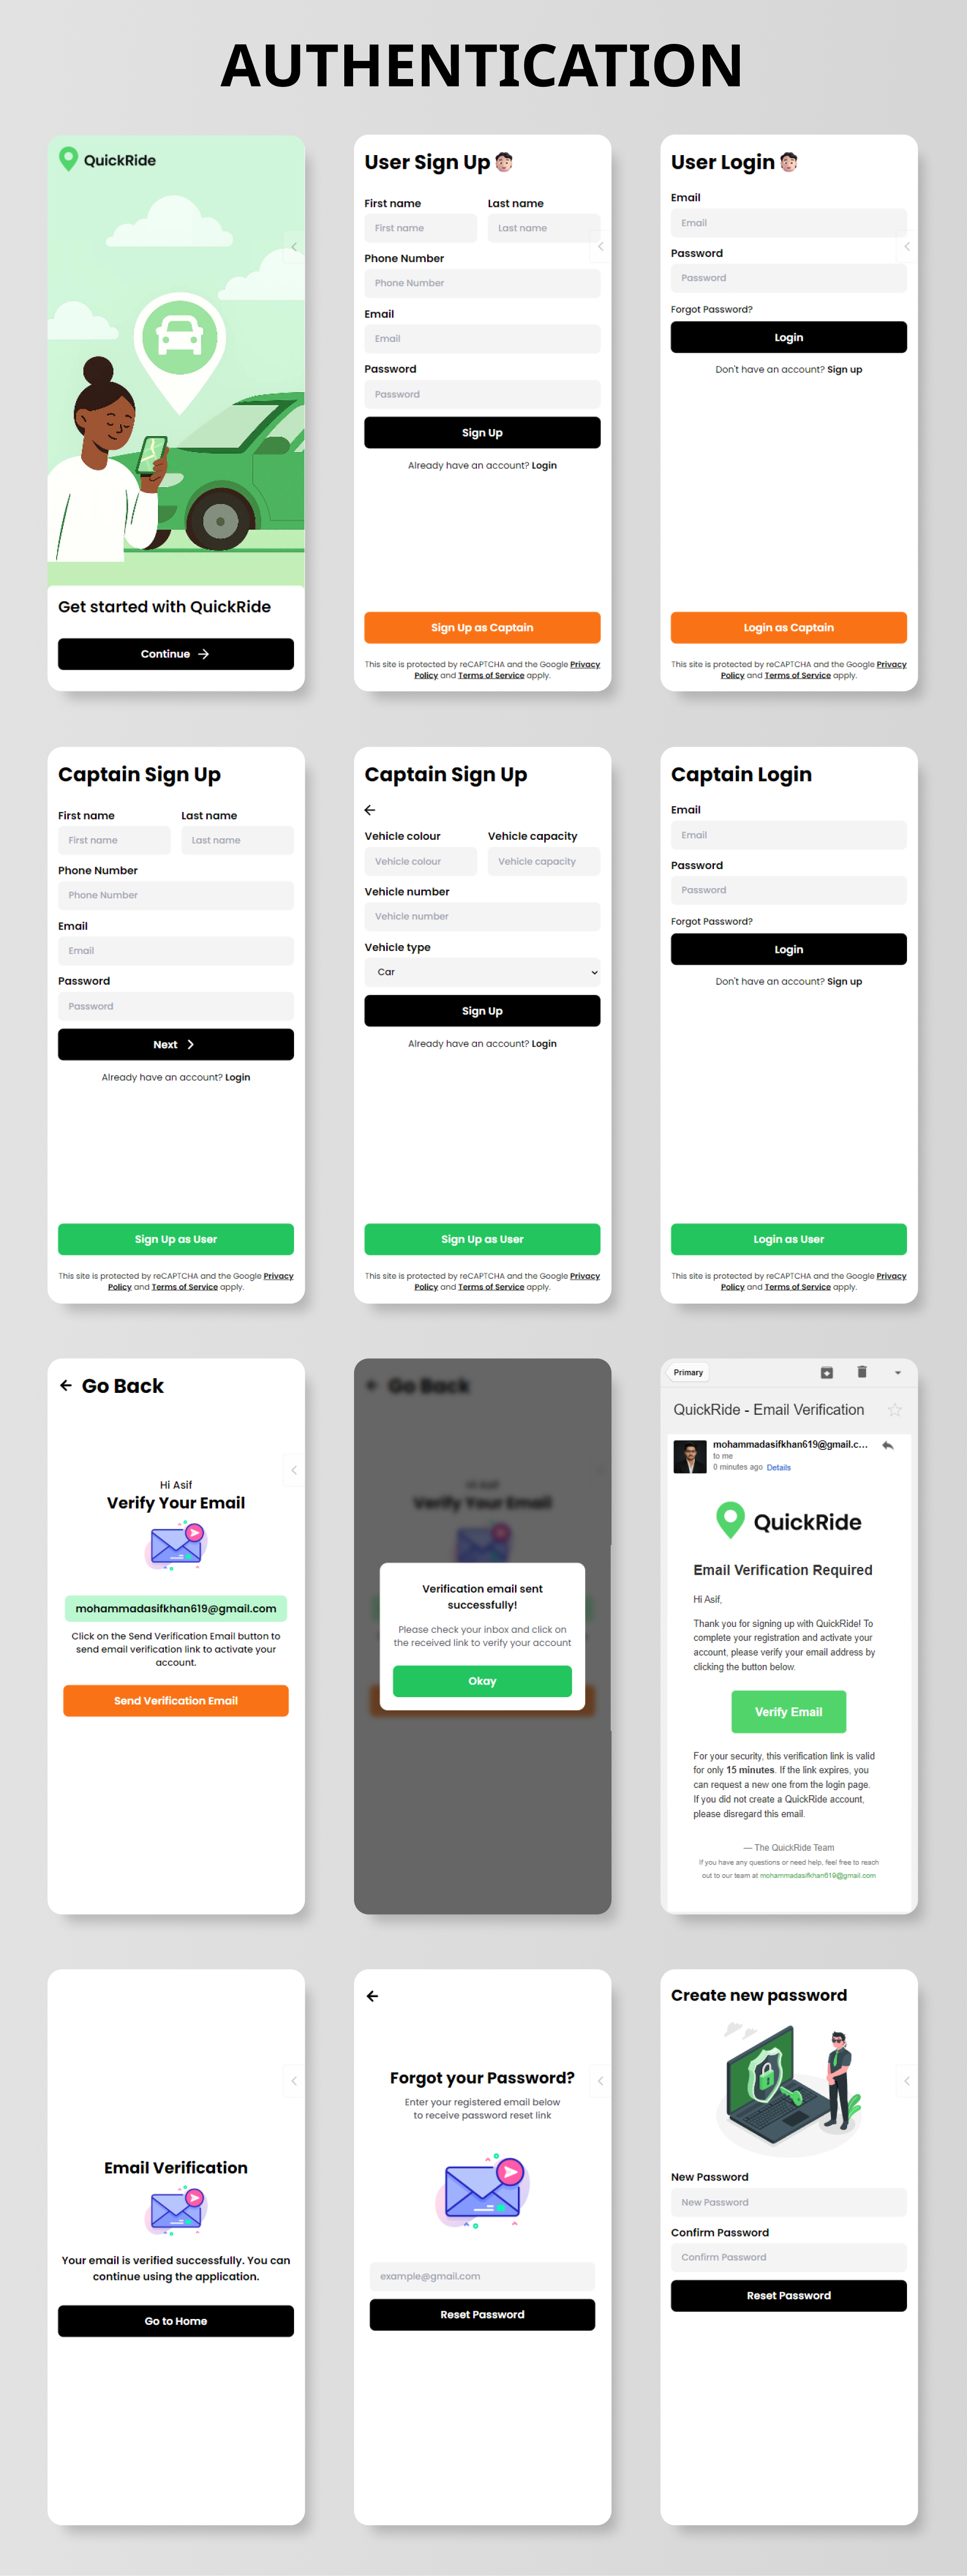 AUTHENTICATION
QuickRide
Get started with QuickRide
Continue →
User Sign Up
First name Last name
First name Last name
Phone Number
Phone Number
Email
Email
Password
Password
Sign Up
Already have an account? Login
Sign Up as Captain
This site is protected by reCAPTCHA and the Google Privacy
Policy and Terms of Service apply.
User Login
Email
Email
Password
Password
Forgot Password?
Login
Don't have an account? Sign up
Login as Captain
This site is protected by reCAPTCHA and the Google Privacy
Policy and Terms of Service apply.
Captain Sign Up
First name Last name
First name Last name
Phone Number
Phone Number
Email
Email
Password
Password
Next
Already have an account? Login
Sign Up as User
This site is protected by reCAPTCHA and the Google Privacy
Policy and Terms of Service apply.
Captain Sign Up
Vehicle colour Vehicle capacity
Vehicle colour Vehicle capacity
Vehicle number
Vehicle number
Vehicle type
Car
Sign Up
Already have an account? Login
Sign Up as User
This site is protected by reCAPTCHA and the Google Privacy
Policy and Terms of Service apply.
Captain Login
Email
Email
Password
Password
Forgot Password?
Login
Don't have an account? Sign up
Login as User
This site is protected by reCAPTCHA and the Google Privacy
Policy and Terms of Service apply.
Go Back
Hi Asif
Verify Your Email
mohammadasifkhan619@gmail.com
Click on the Send Verification Email button to
send email verification link to activate your
account.
Send Verification Email
Go Back
Hi Asif
Verify Your Email
Verification email sent
successfully!
Please check your inbox and click on
the received link to verify your account
Okay
Primary
QuickRide - Email Verification
mohammadasifkhan619@gmail.c...
to me
0 minutes ago Details
QuickRide
Email Verification Required
Hi Asif,
Thank you for signing up with QuickRide! To
complete your registration and activate your
account, please verify your email address by
clicking the button below.
Verify Email
For your security, this verification link is valid
for only 15 minutes. If the link expires, you
can request a new one from the login page.
If you did not create a QuickRide account,
please disregard this email.
— The QuickRide Team
If you have any questions or need help, feel free to reach
out to our team at mohammadasifkhan619@gmail.com
Email Verification
Your email is verified successfully. You can
continue using the application.
Go to Home
Forgot your Password?
Enter your registered email below
to receive password reset link
example@gmail.com
Reset Password
Create new password
New Password
New Password
Confirm Password
Confirm Password
Reset Password